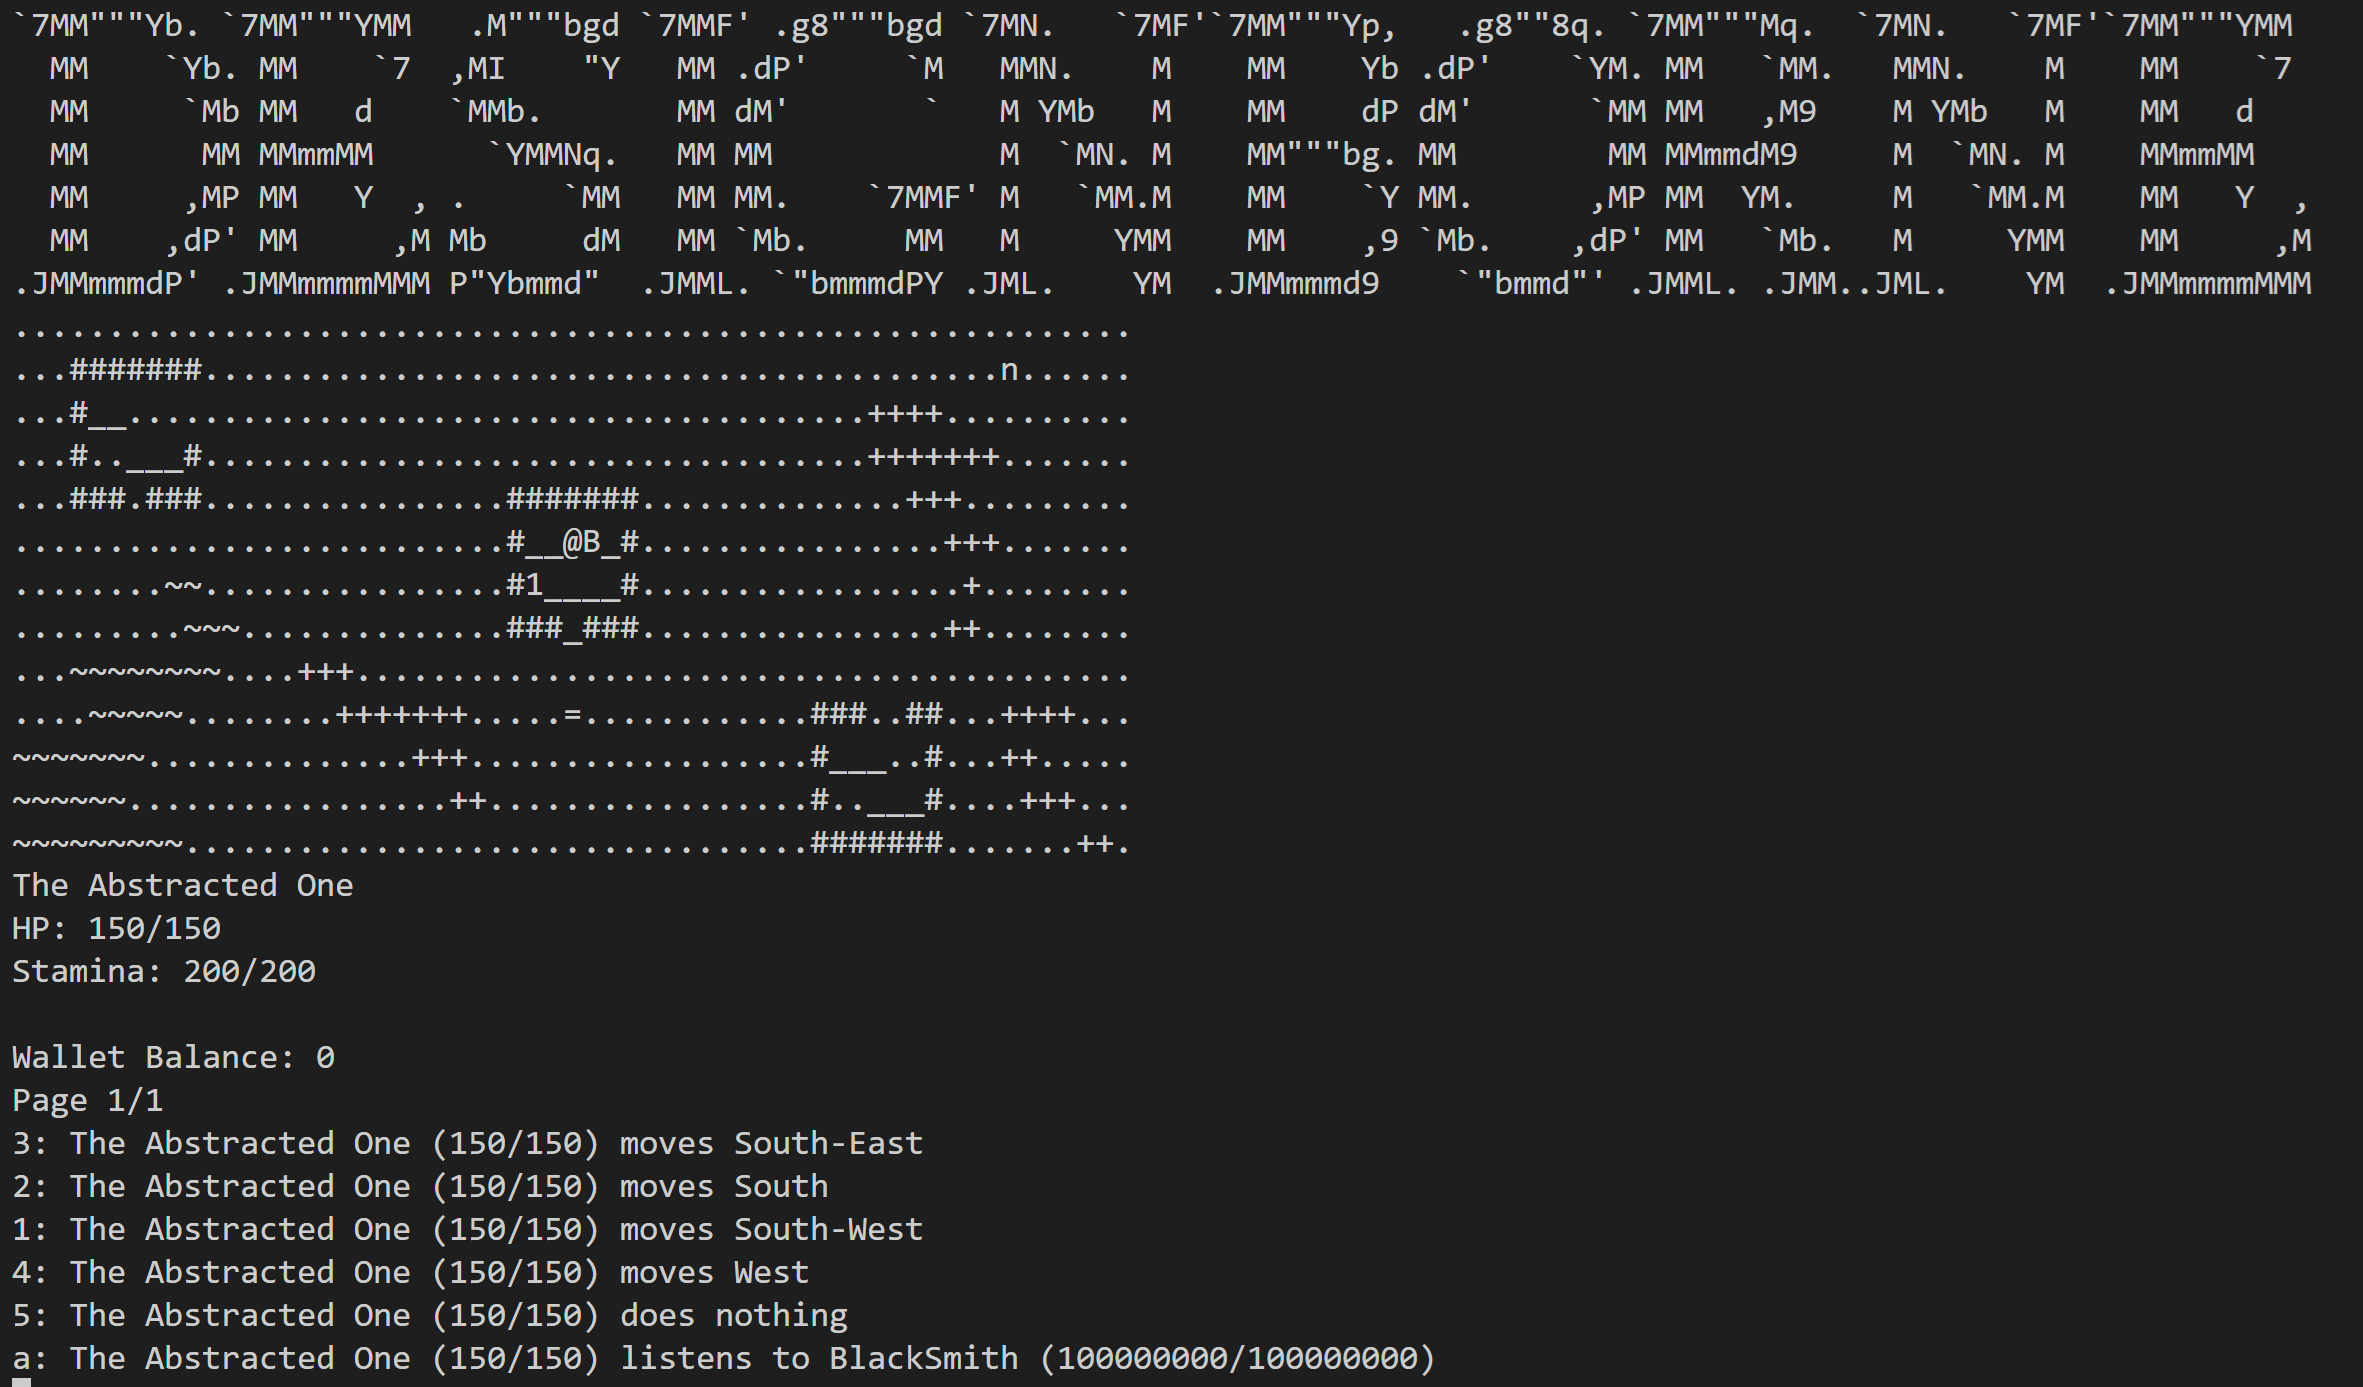 `7MM"""Yb. `7MM"""YMM   .M"""bgd `7MMF' .g8"""bgd `7MN.   `7MF'`7MM"""Yp,   .g8""8q. `7MM"""Mq.  `7MN.   `7MF'`7MM"""YMM
  MM    `Yb. MM    `7  ,MI    "Y   MM .dP'     `M   MMN.    M    MM    Yb .dP'    `YM. MM   `MM.   MMN.    M    MM    `7
  MM     `Mb MM   d    `MMb.       MM dM'       `   M YMb   M    MM    dP dM'      `MM MM   ,M9    M YMb   M    MM   d
  MM      MM MMmmMM      `YMMNq.   MM MM            M  `MN. M    MM"""bg. MM        MM MMmmdM9     M  `MN. M    MMmmMM
  MM     ,MP MM   Y  , .     `MM   MM MM.    `7MMF' M   `MM.M    MM    `Y MM.      ,MP MM  YM.     M   `MM.M    MM   Y  ,
  MM    ,dP' MM     ,M Mb     dM   MM `Mb.     MM   M     YMM    MM    ,9 `Mb.    ,dP' MM   `Mb.   M     YMM    MM     ,M
.JMMmmmdP' .JMMmmmmMMM P"Ybmmd"  .JMML. `"bmmmdPY .JML.    YM  .JMMmmmd9    `"bmmd"' .JMML. .JMM..JML.    YM  .JMMmmmmMMM
...........................................................
...#######..........................................n......
...#__.......................................++++..........
...#..___#...................................+++++++.......
...###.###................#######..............+++.........
..........................#__@B_#................+++.......
........~~................#1____#.................+........
.........~~~..............###_###................++........
...~~~~~~~~....+++.........................................
....~~~~~........+++++++.....=............###..##...++++...
~~~~~~~..............+++..................#___..#...++.....
~~~~~~.................++.................#..___#....+++...
~~~~~~~~~.................................#######.......++.
The Abstracted One
HP: 150/150
Stamina: 200/200
Wallet Balance: 0
Page 1/1
3: The Abstracted One (150/150) moves South-East
2: The Abstracted One (150/150) moves South
1: The Abstracted One (150/150) moves South-West
4: The Abstracted One (150/150) moves West
5: The Abstracted One (150/150) does nothing
a: The Abstracted One (150/150) listens to BlackSmith (100000000/100000000)